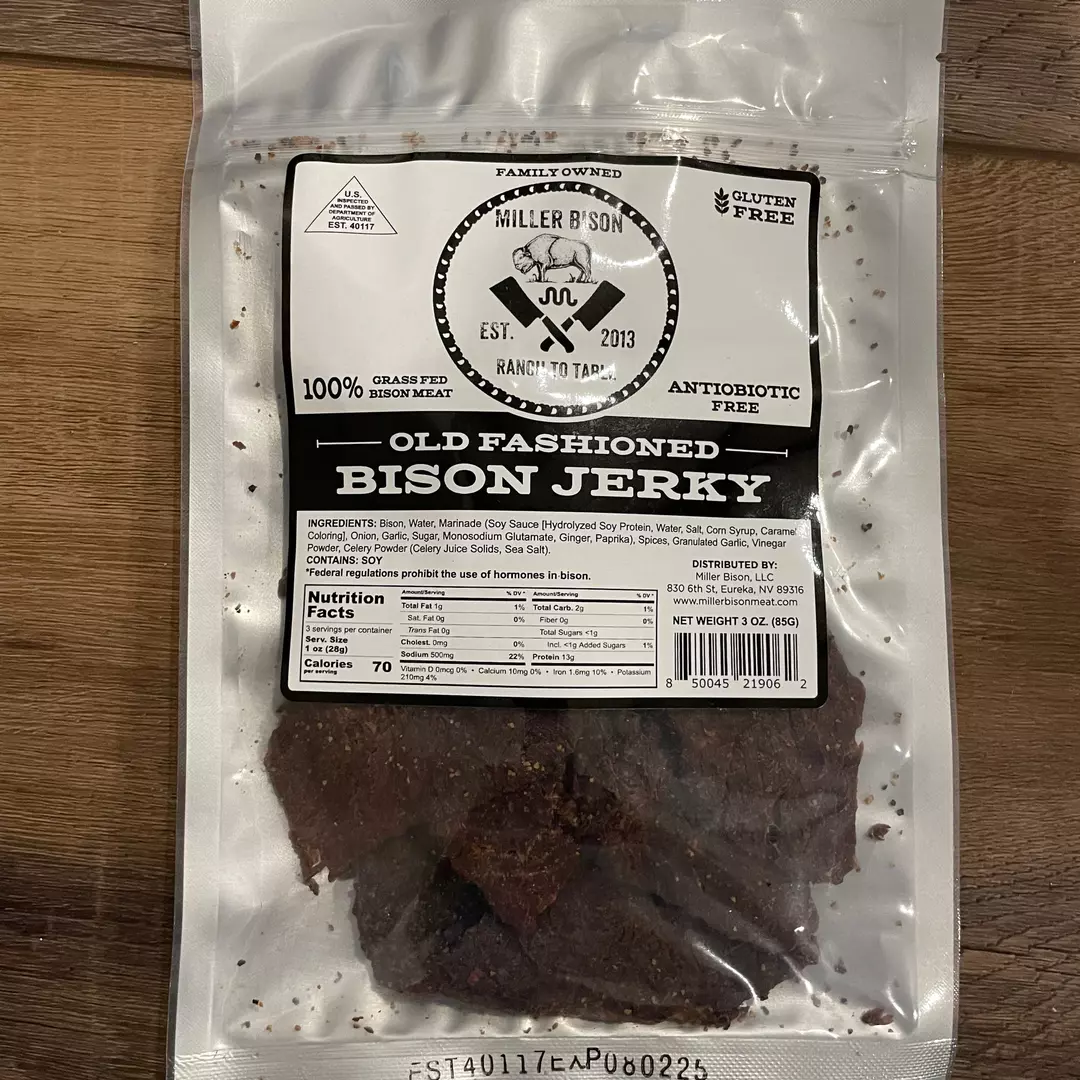 FAMILY OWNED
U.S.
INSPECTED
AND PASSED BY
DEPARTMENT OF
AGRICULTURE
EST. 40117
MILLER BISON
EST. 2013
RANCH TO TABLE
GLUTEN
FREE
100% GRASS FED
BISON MEAT
ANTIOBIOTIC
FREE
OLD FASHIONED
BISON JERKY
INGREDIENTS: Bison, Water, Marinade (Soy Sauce [Hydrolyzed Soy Protein, Water, Salt, Corn Syrup, Caramel
Coloring], Onion, Garlic, Sugar, Monosodium Glutamate, Ginger, Paprika), Spices, Granulated Garlic, Vinegar
Powder, Celery Powder (Celery Juice Solids, Sea Salt).
CONTAINS: SOY
*Federal regulations prohibit the use of hormones in bison.
Nutrition
Facts
3 servings per container
Serv. Size
1 oz (28g)
Calories 70
per serving
Amount/Serving % DV*
Total Fat 1g 1%
Sat. Fat 0g 0%
Trans Fat 0g
Cholest. 0mg 0%
Sodium 500mg 22%
Amount/Serving % DV*
Total Carb. 2g 1%
Fiber 0g 0%
Total Sugars <1g
Incl. <1g Added Sugars 1%
Protein 13g
Vitamin D 0mcg 0% • Calcium 10mg 0% • Iron 1.6mg 10% • Potassium
210mg 4%
DISTRIBUTED BY:
Miller Bison, LLC
830 6th St, Eureka, NV 89316
www.millerbisonmeat.com
NET WEIGHT 3 OZ. (85G)
8 50045 21906 2
EST40117EXP080225